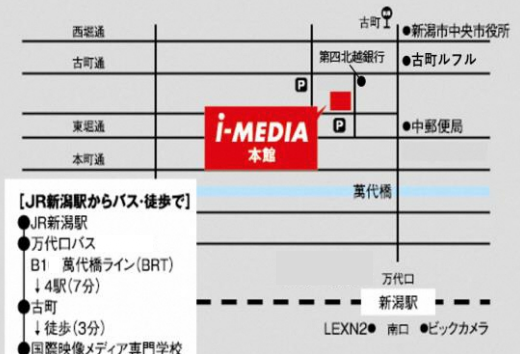 古町
西堀通
●新潟市中央市役所
第四北越銀行
古町通
●古町ルフル
P
i-MEDIA
本館
P
東堀通
●中郵便局
本町通
萬代橋
[JR新潟駅からバス・徒歩で]
●JR新潟駅
●万代口バス
B1 萬代橋ライン(BRT)
↓4駅(7分)
●古町
↓徒歩(3分)
●国際映像メディア専門学校
万代口
新潟駅
LEXN2● 南口 ●ビックカメラ